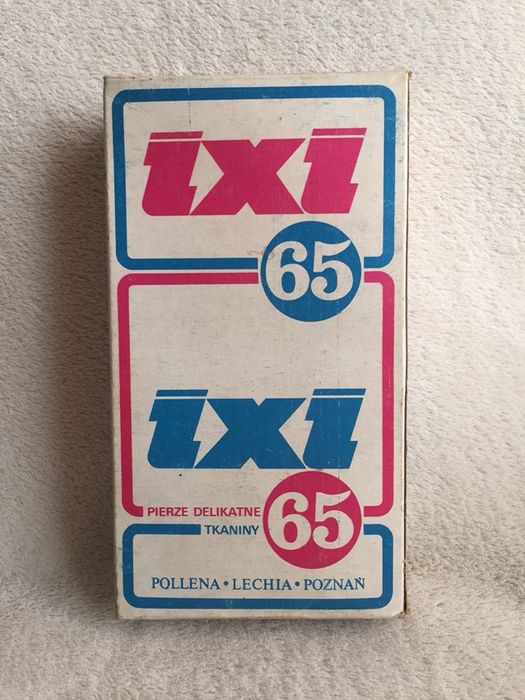 ixi
65
ixi
PIERZE DELIKATNE
TKANINY
65
POLLENA • LECHIA • POZNAŃ